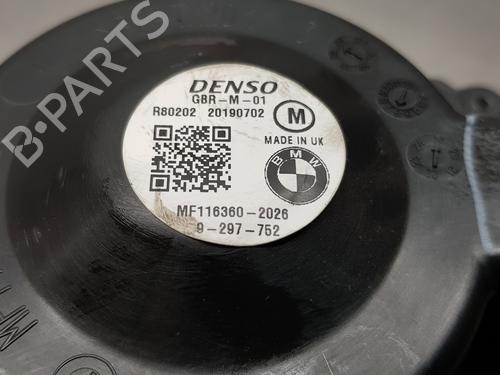 B-PARTS
DENSO
GBR-M-01
R80202 20190702
M
MADE IN UK
BMW
MF116360-2026
9-297-752